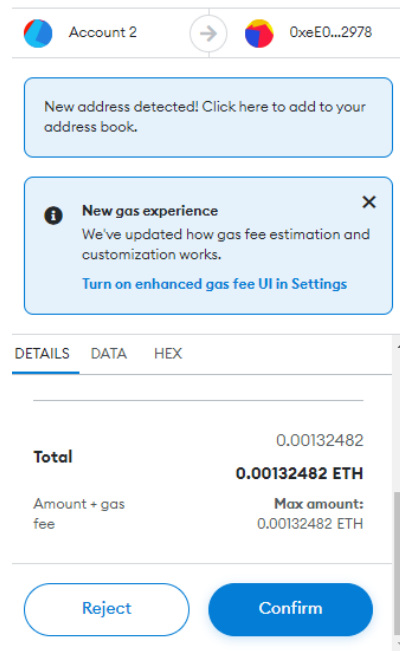 Account 2
0xeE0...2978
New address detected! Click here to add to your
address book.
New gas experience
We've updated how gas fee estimation and
customization works.
Turn on enhanced gas fee UI in Settings
DETAILS DATA HEX
0.00132482
Total
0.00132482 ETH
Amount + gas
fee
Max amount:
0.00132482 ETH
Reject
Confirm